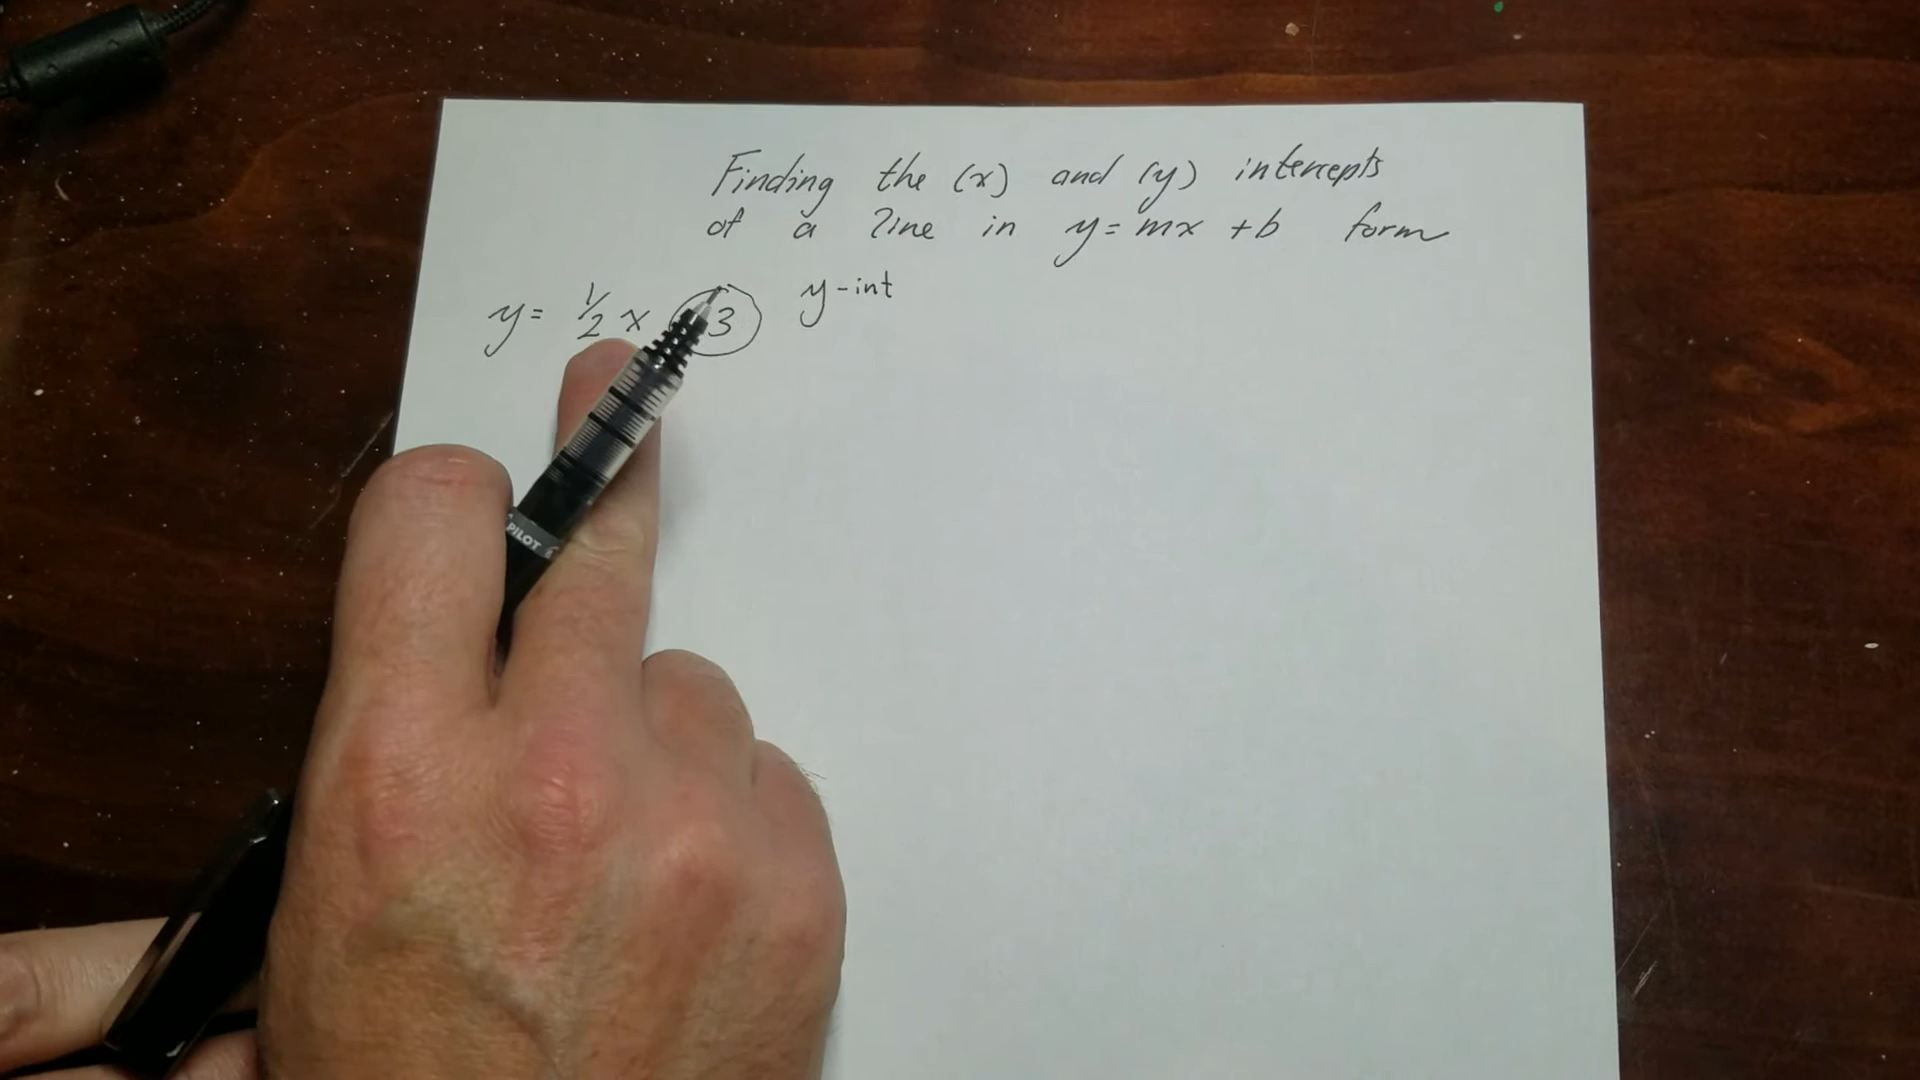 Finding the (x) and (y) intercepts
of a line in y = mx + b form
y = 1/2 x 3 y-int
PILOT